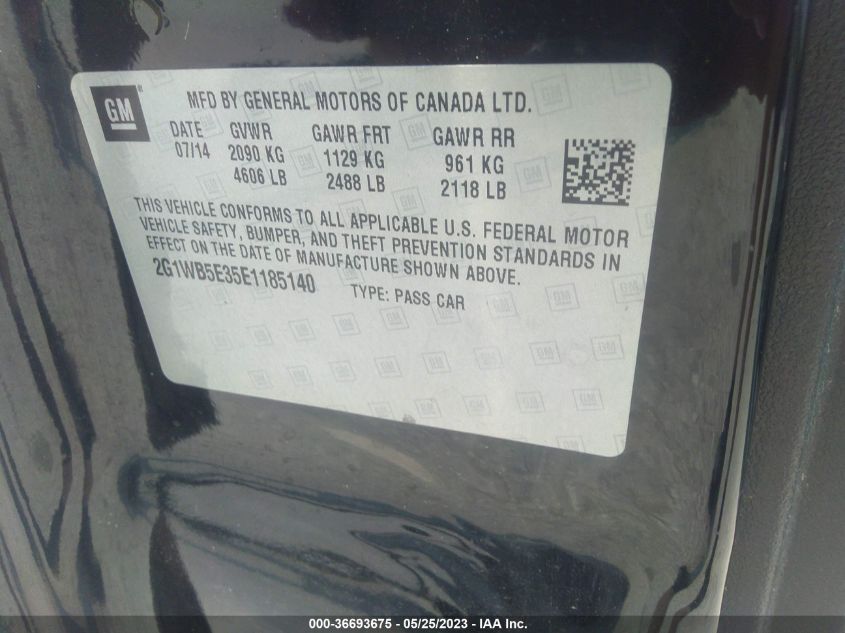 GM
MFD BY GENERAL MOTORS OF CANADA LTD.
DATE GVWR GAWR FRT GAWR RR
07/14 2090 KG 1129 KG 961 KG
4606 LB 2488 LB 2118 LB
THIS VEHICLE CONFORMS TO ALL APPLICABLE U.S. FEDERAL MOTOR
VEHICLE SAFETY, BUMPER, AND THEFT PREVENTION STANDARDS IN
EFFECT ON THE DATE OF MANUFACTURE SHOWN ABOVE.
2G1WB5E35E1185140 TYPE: PASS CAR
000-36693675 - 05/25/2023 - IAA Inc.